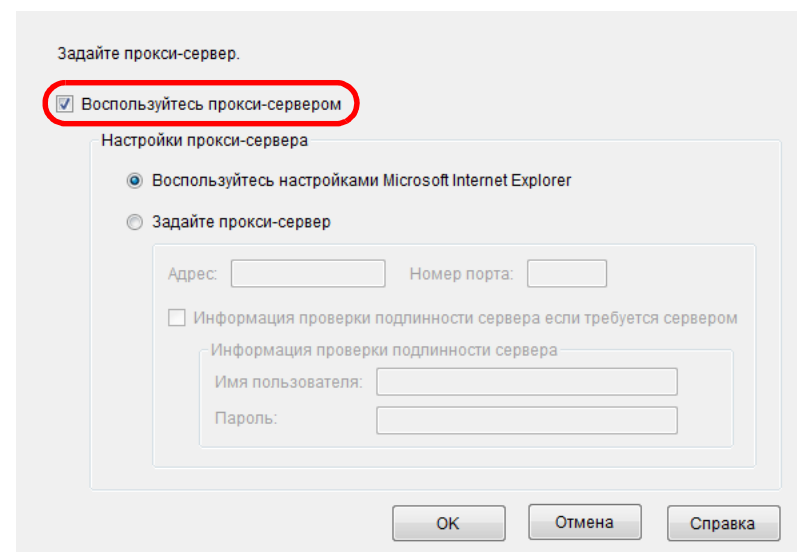 Задайте прокси-сервер.
Воспользуйтесь прокси-сервером
Настройки прокси-сервера
Воспользуйтесь настройками Microsoft Internet Explorer
Задайте прокси-сервер
Адрес: Номер порта:
Информация проверки подлинности сервера если требуется сервером
Информация проверки подлинности сервера
Имя пользователя:
Пароль:
OK Отмена Справка